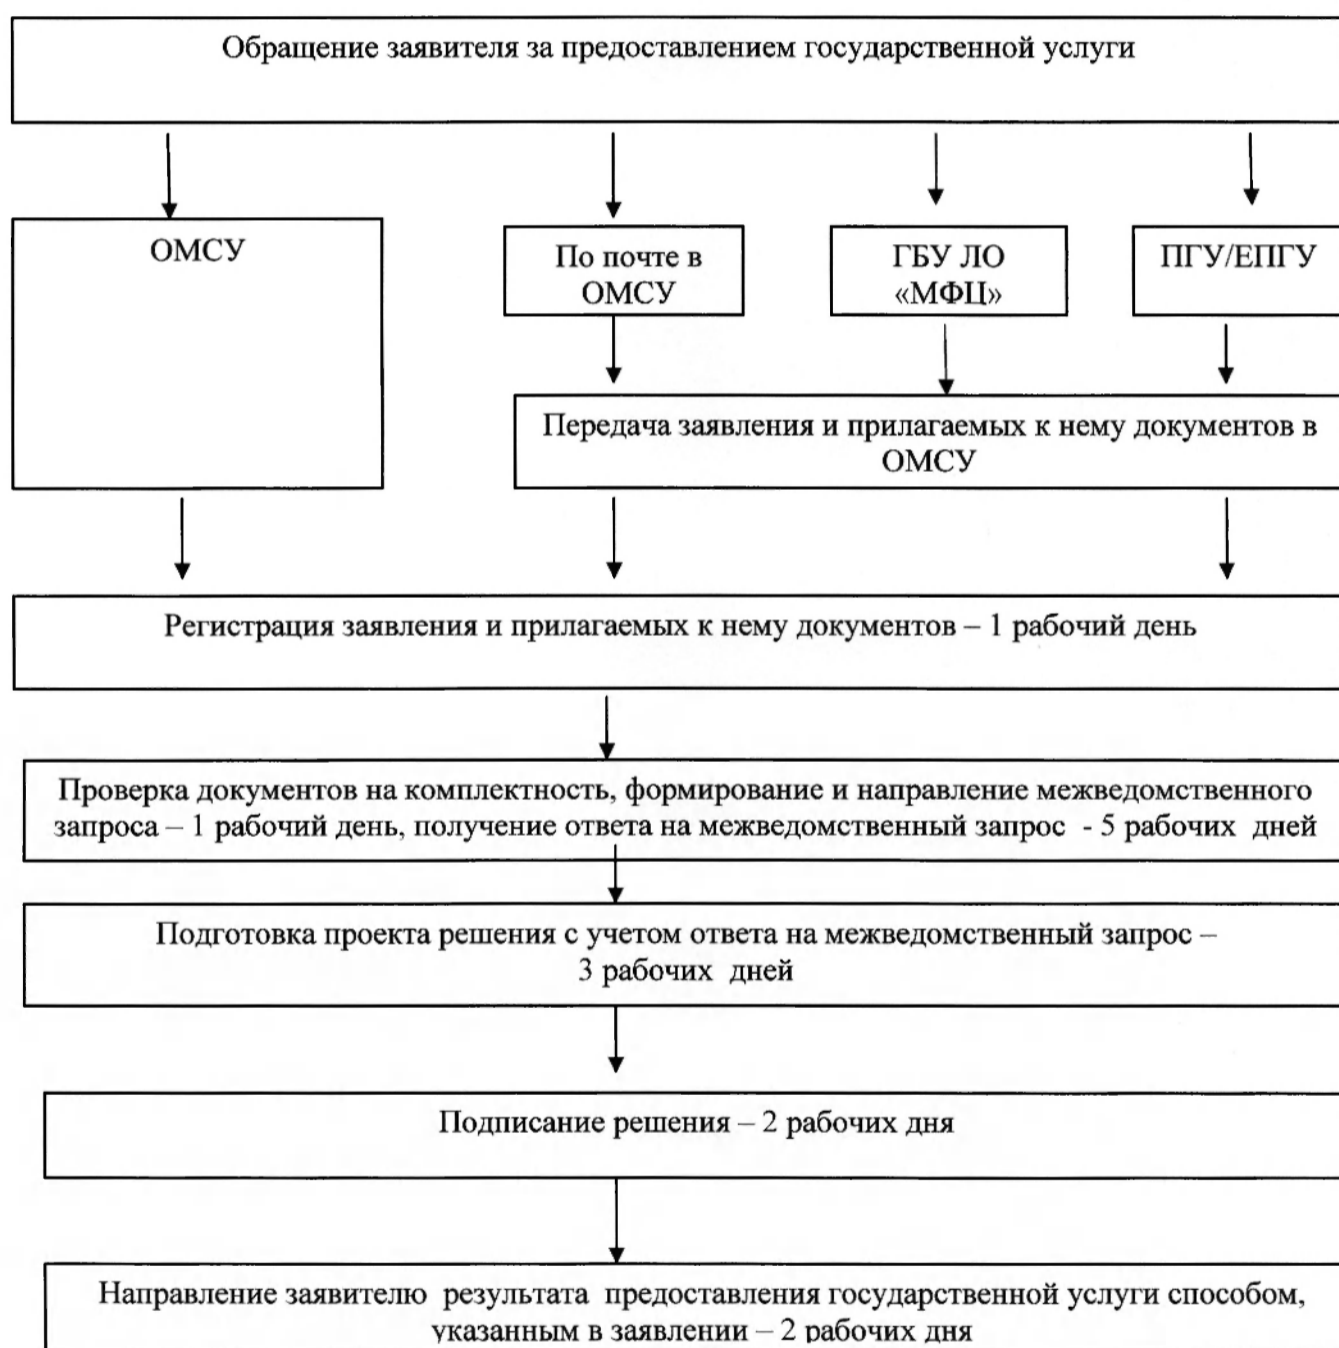 Обращение заявителя за предоставлением государственной услуги
ОМСУ
По почте в
ОМСУ
ГБУ ЛО
«МФЦ»
ПГУ/ЕПГУ
Передача заявления и прилагаемых к нему документов в
ОМСУ
Регистрация заявления и прилагаемых к нему документов – 1 рабочий день
Проверка документов на комплектность, формирование и направление межведомственного
запроса – 1 рабочий день, получение ответа на межведомственный запрос - 5 рабочих дней
Подготовка проекта решения с учетом ответа на межведомственный запрос –
3 рабочих дней
Подписание решения – 2 рабочих дня
Направление заявителю результата предоставления государственной услуги способом,
указанным в заявлении – 2 рабочих дня